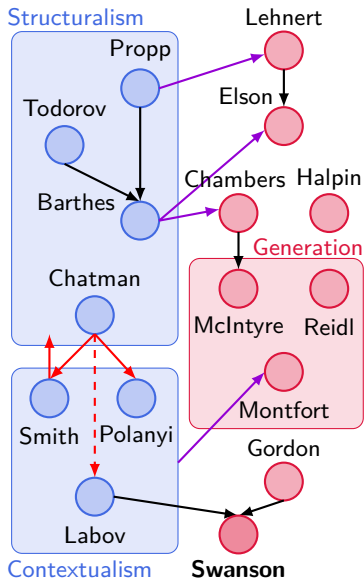 Structuralism
Lehnert
Propp
Elson
Todorov
Chambers
Halpin
Barthes
Generation
Chatman
McIntyre
Reidl
Montfort
Smith
Polanyi
Gordon
Labov
Contextualism
Swanson